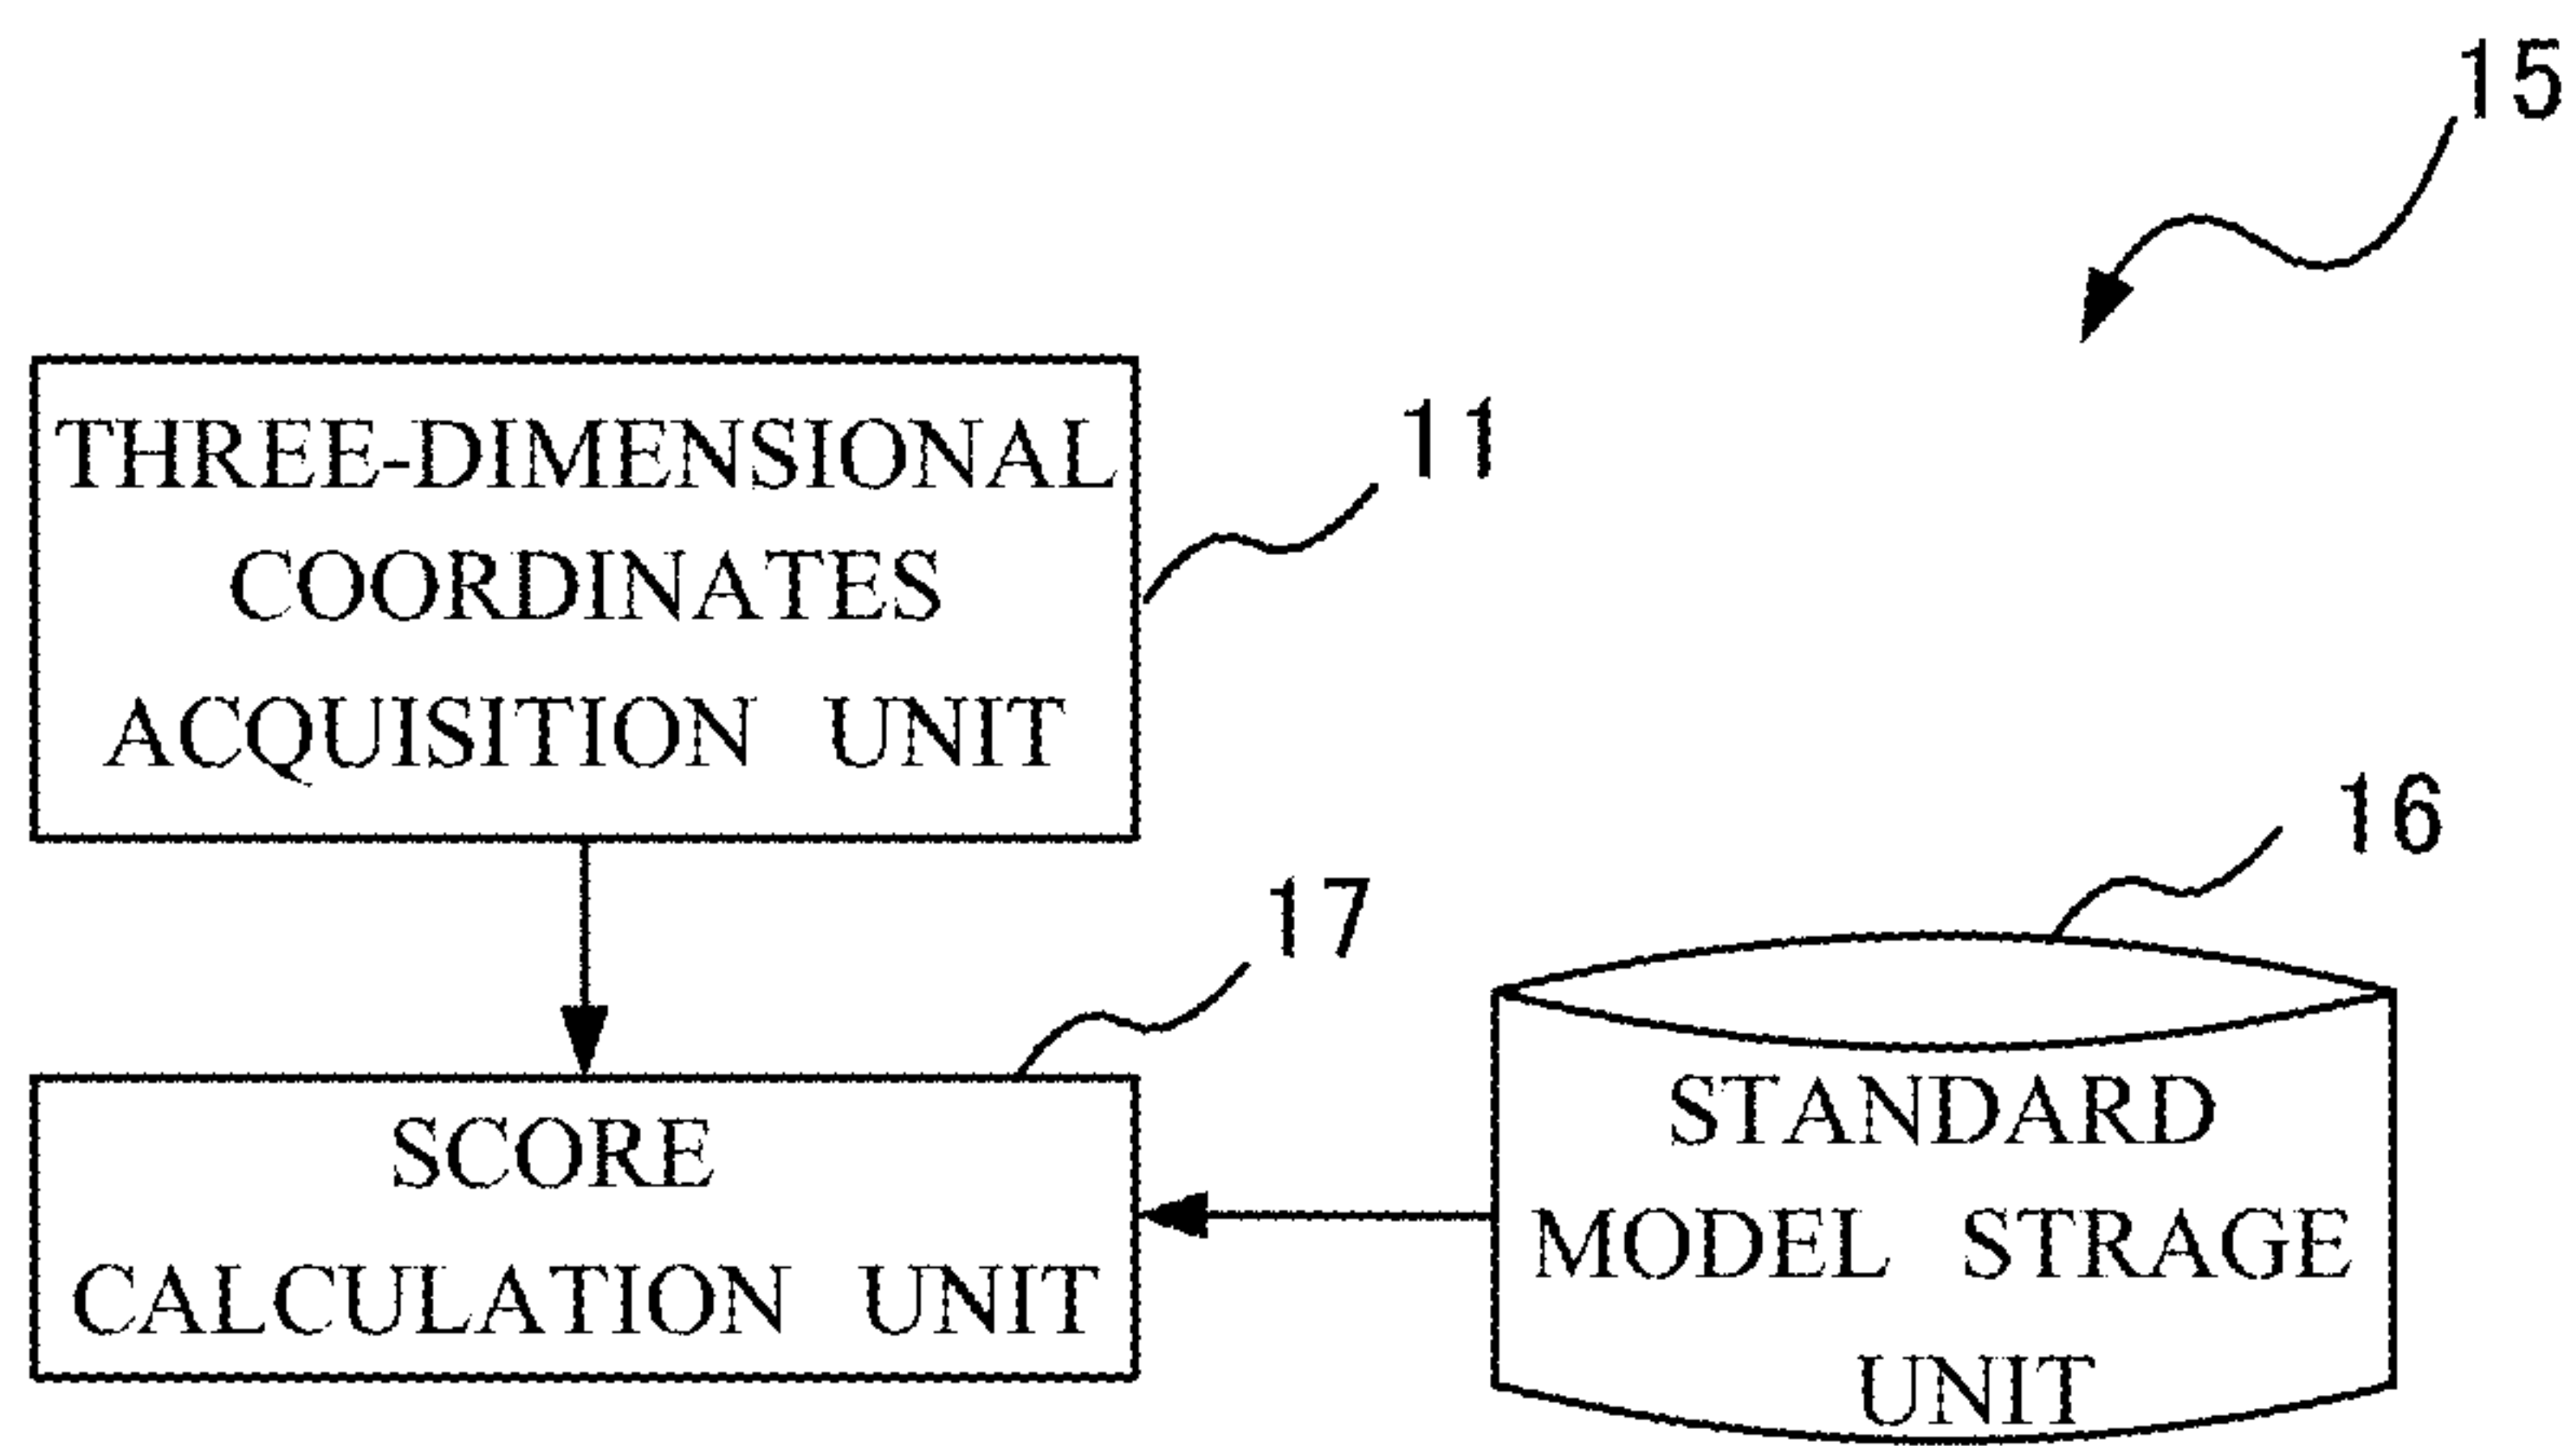 15
THREE-DIMENSIONAL
COORDINATES
ACQUISITION UNIT
11
16
17
SCORE
CALCULATION UNIT
STANDARD
MODEL STRAGE
UNIT